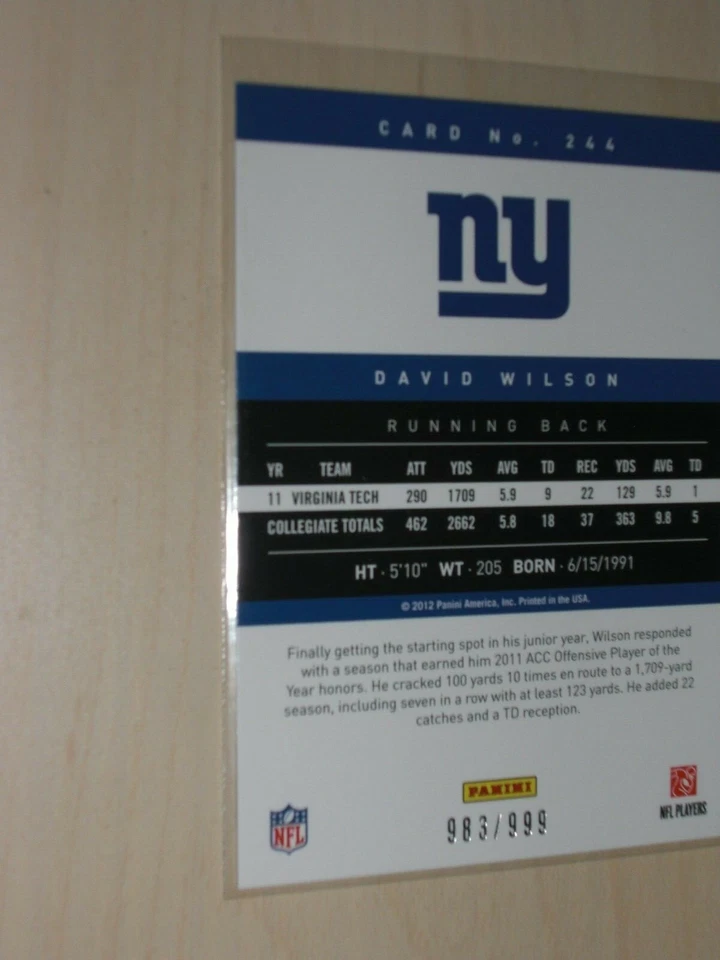 CARD No. 244
ny
DAVID WILSON
RUNNING BACK
YR TEAM ATT YDS AVG TD REC YDS AVG TD
11 VIRGINIA TECH 290 1709 5.9 9 22 129 5.9 1
COLLEGIATE TOTALS 462 2662 5.8 18 37 363 9.8 5
HT · 5'10" WT · 205 BORN · 6/15/1991
© 2012 Panini America, Inc. Printed in the USA.
Finally getting the starting spot in his junior year, Wilson responded
with a season that earned him 2011 ACC Offensive Player of the
Year honors. He cracked 100 yards 10 times en route to a 1,709-yard
season, including seven in a row with at least 123 yards. He added 22
catches and a TD reception.
PANINI
983/999
NFL
NFL PLAYERS